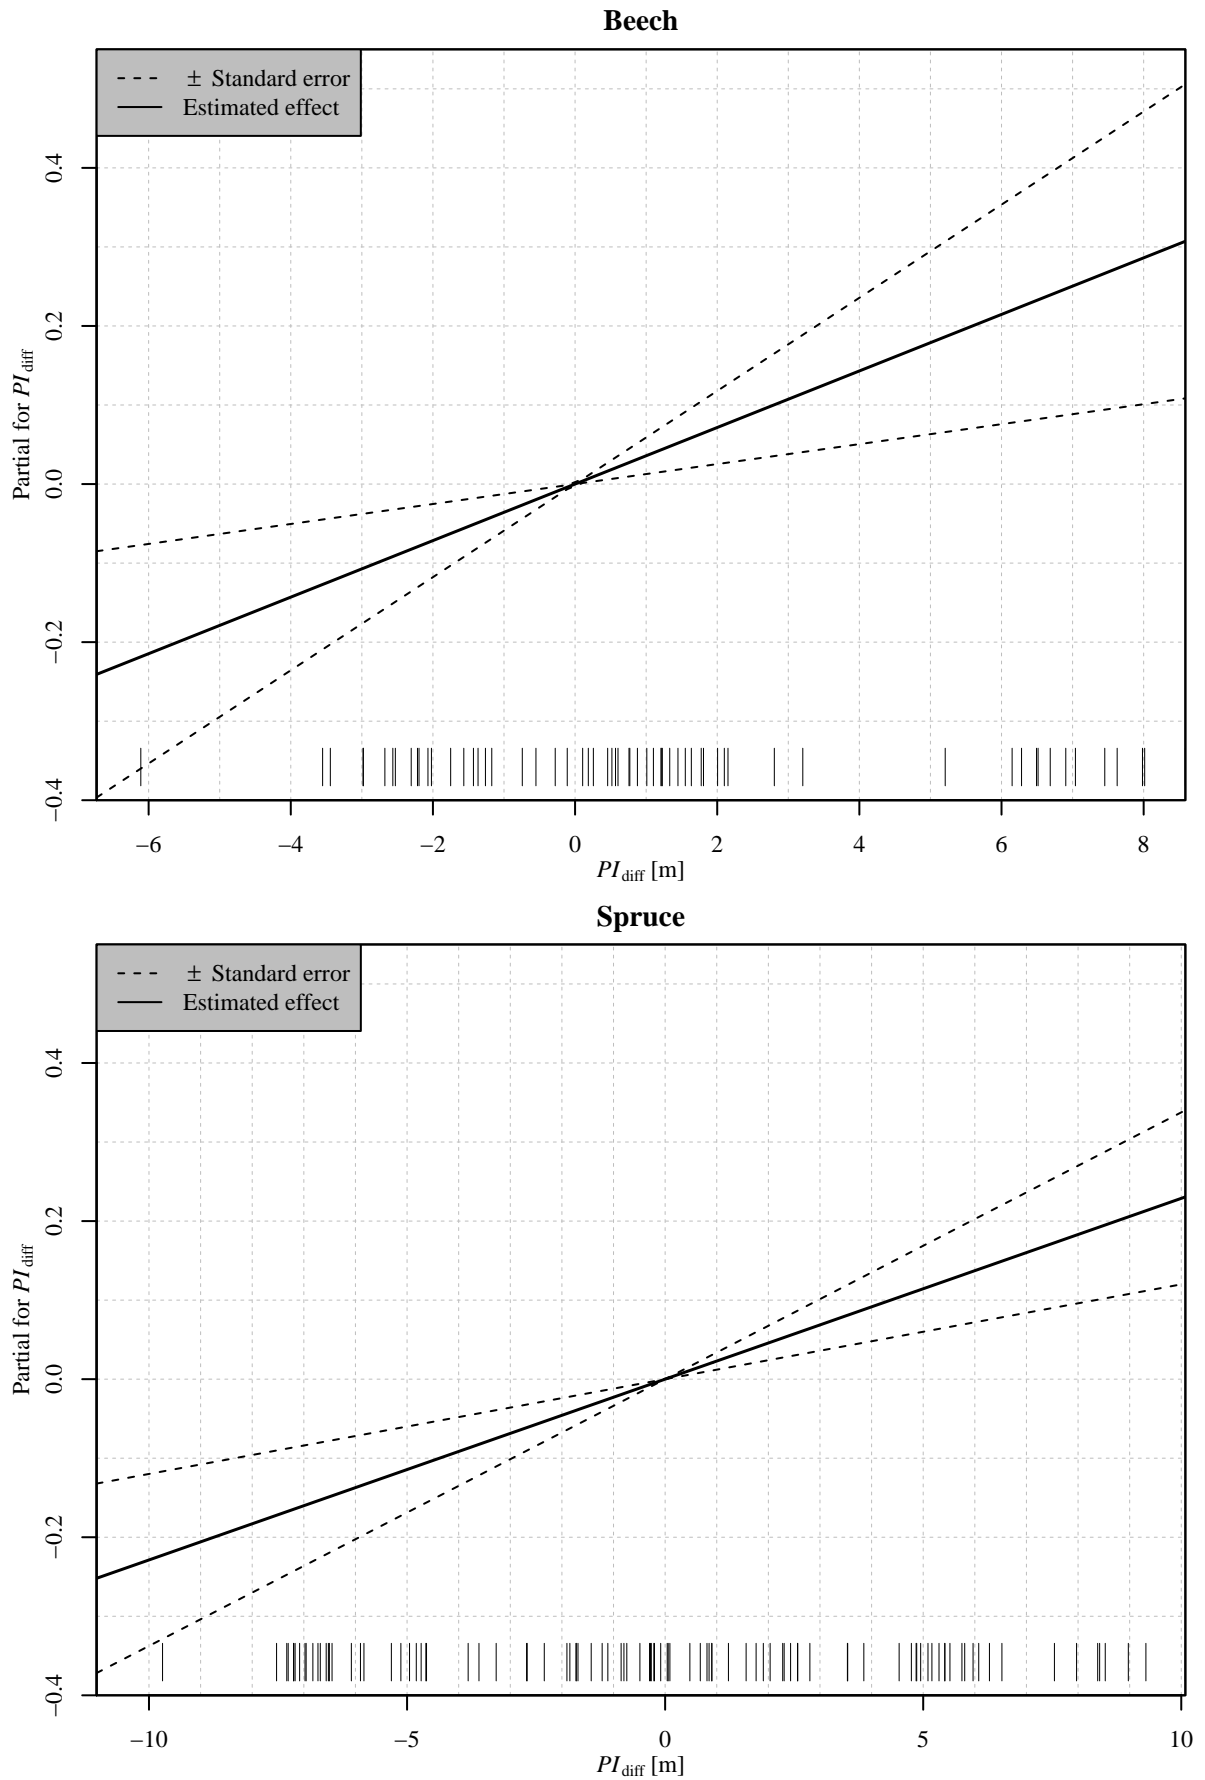 Beech
± Standard error
Estimated effect
0.4
0.2
0.0
−0.2
−0.4
Partial for PIdiff
−6 −4 −2 0 2 4 6 8
PIdiff [m]
Spruce
± Standard error
Estimated effect
0.4
0.2
0.0
−0.2
−0.4
Partial for PIdiff
−10 −5 0 5 10
PIdiff [m]